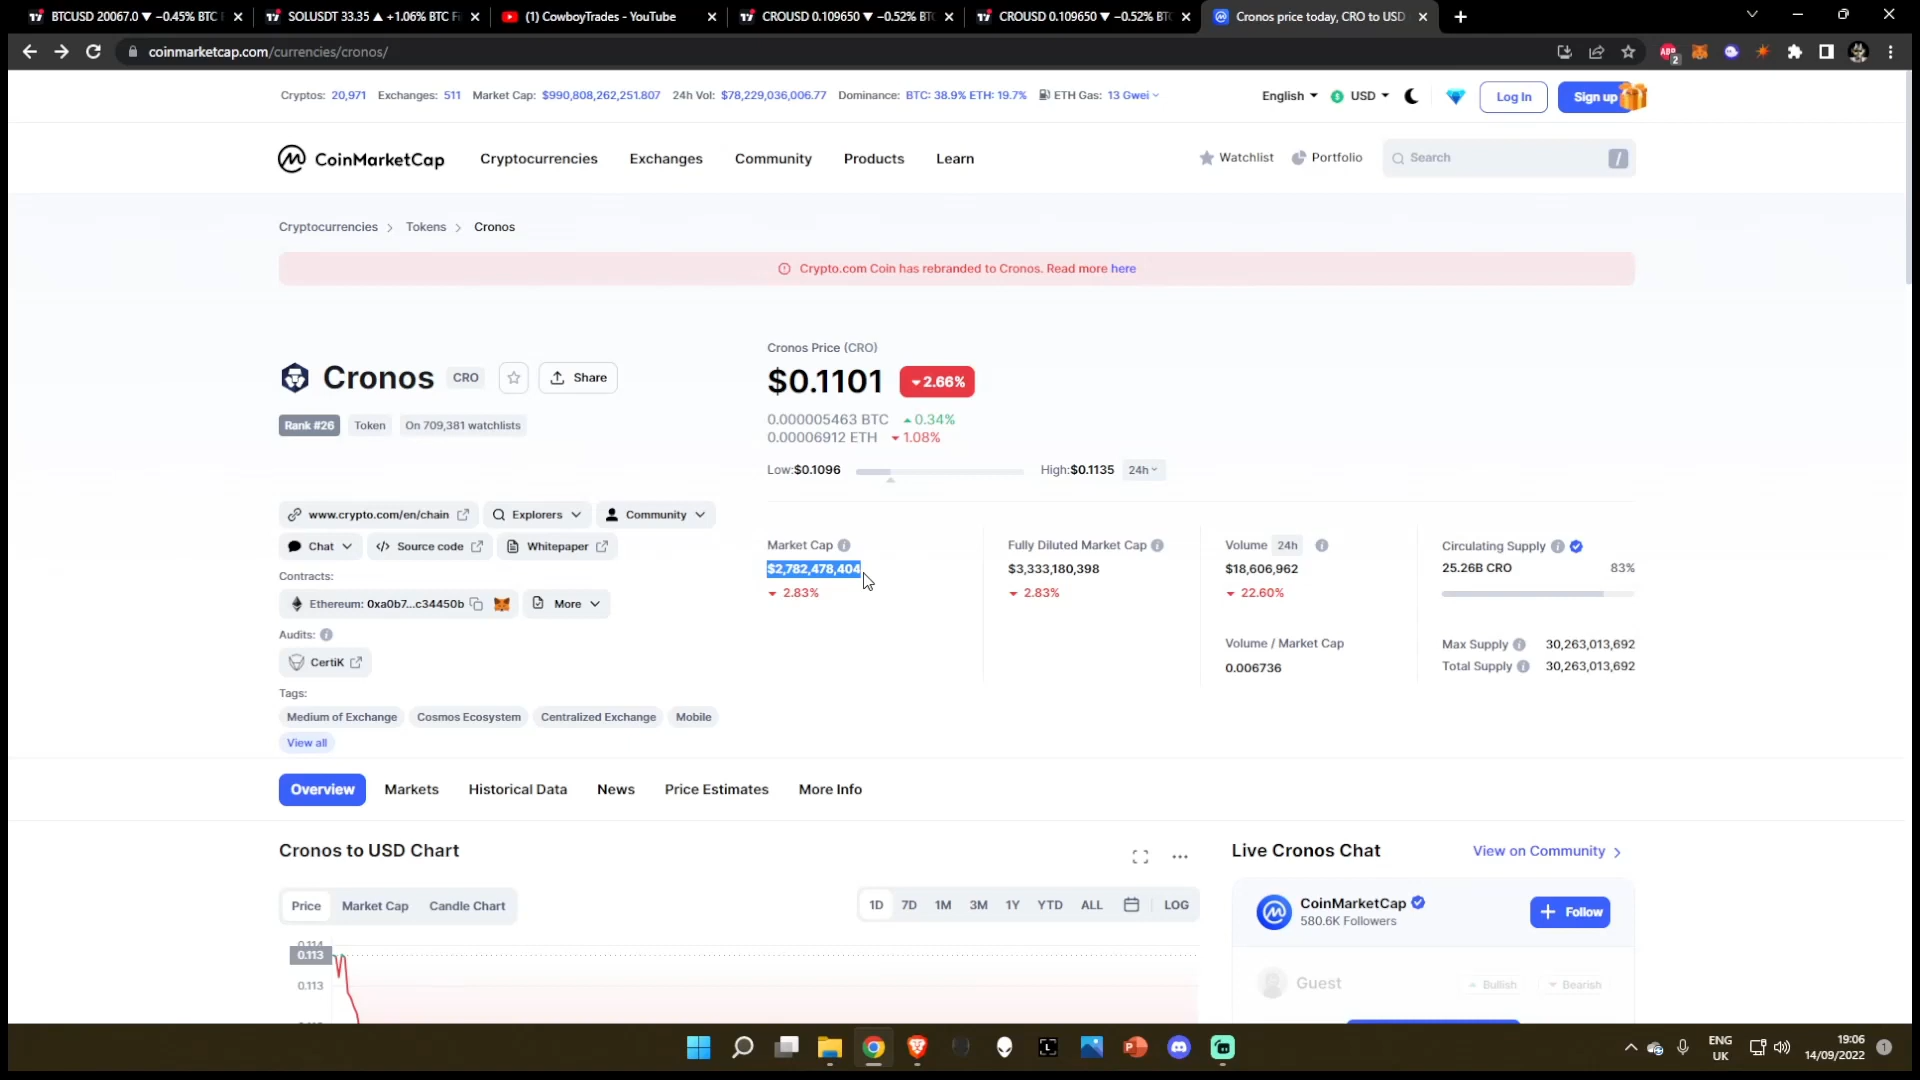 BTCUSD 20067.0 ▼ −0.45% BTC F
SOLUSDT 33.35 ▲ +1.06% BTC F
(1) CowboyTrades - YouTube
CROUSD 0.109650 ▼ −0.52% BT
CROUSD 0.109650 ▼ −0.52% BT
Cronos price today, CRO to USD
coinmarketcap.com/currencies/cronos/
ABP 2
Cryptos: 20,971 Exchanges: 511 Market Cap: $990,808,262,251.807 24h Vol: $78,229,036,006.77 Dominance: BTC: 38.9% ETH: 19.7% ETH Gas: 13 Gwei
English USD Log In Sign up
CoinMarketCap Cryptocurrencies Exchanges Community Products Learn
Watchlist Portfolio Search /
Cryptocurrencies > Tokens > Cronos
Crypto.com Coin has rebranded to Cronos. Read more here
Cronos CRO Share
Rank #26 Token On 709,381 watchlists
www.crypto.com/en/chain Explorers Community
Chat Source code Whitepaper
Contracts:
Ethereum: 0xa0b7...c34450b More
Audits:
CertiK
Tags:
Medium of Exchange Cosmos Ecosystem Centralized Exchange Mobile
View all
Cronos Price (CRO)
$0.1101 2.66%
0.000005463 BTC 0.34%
0.00006912 ETH 1.08%
Low:$0.1096 High:$0.1135 24h
Market Cap
$2,782,478,404
2.83%
Fully Diluted Market Cap
$3,333,180,398
2.83%
Volume 24h
$18,606,962
22.60%
Volume / Market Cap
0.006736
Circulating Supply
25.26B CRO 83%
Max Supply 30,263,013,692
Total Supply 30,263,013,692
Overview Markets Historical Data News Price Estimates More Info
Cronos to USD Chart
Price Market Cap Candle Chart
1D 7D 1M 3M 1Y YTD ALL LOG
0.114
0.113
0.113
Live Cronos Chat View on Community >
CoinMarketCap
580.6K Followers
+ Follow
Guest
Bullish Bearish
ENG
UK
19:06
14/09/2022
1